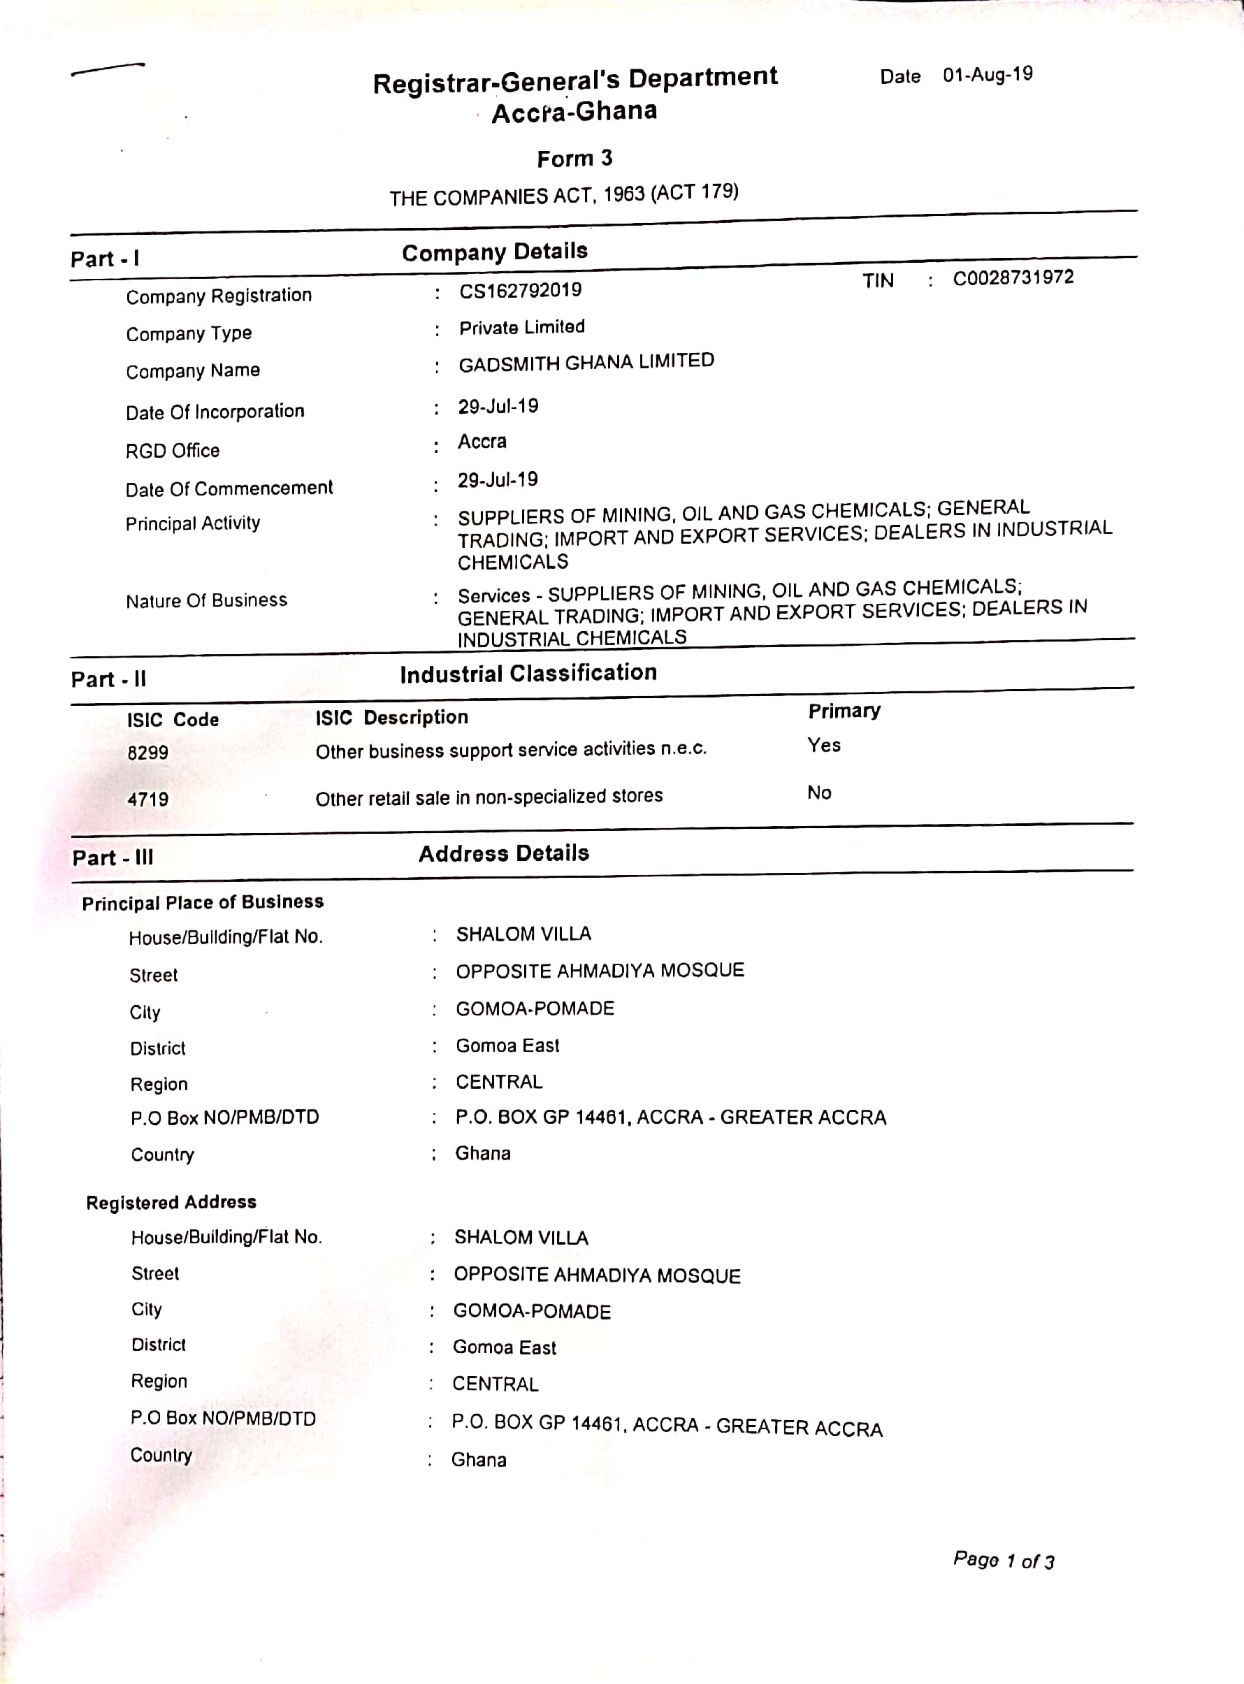 Registrar-General's Department
Date 01-Aug-19
Accra-Ghana
Form 3
THE COMPANIES ACT, 1963 (ACT 179)
Part - I Company Details
Company Registration : CS162792019 TIN : C0028731972
Company Type : Private Limited
Company Name : GADSMITH GHANA LIMITED
Date Of Incorporation : 29-Jul-19
RGD Office : Accra
Date Of Commencement : 29-Jul-19
Principal Activity : SUPPLIERS OF MINING, OIL AND GAS CHEMICALS; GENERAL
TRADING; IMPORT AND EXPORT SERVICES; DEALERS IN INDUSTRIAL
CHEMICALS
Nature Of Business : Services - SUPPLIERS OF MINING, OIL AND GAS CHEMICALS;
GENERAL TRADING; IMPORT AND EXPORT SERVICES; DEALERS IN
INDUSTRIAL CHEMICALS
Part - II Industrial Classification
ISIC Code ISIC Description Primary
8299 Other business support service activities n.e.c. Yes
4719 Other retail sale in non-specialized stores No
Part - III Address Details
Principal Place of Business
House/Building/Flat No. : SHALOM VILLA
Street : OPPOSITE AHMADIYA MOSQUE
City : GOMOA-POMADE
District : Gomoa East
Region : CENTRAL
P.O Box NO/PMB/DTD : P.O. BOX GP 14461, ACCRA - GREATER ACCRA
Country : Ghana
Registered Address
House/Building/Flat No. : SHALOM VILLA
Street : OPPOSITE AHMADIYA MOSQUE
City : GOMOA-POMADE
District : Gomoa East
Region : CENTRAL
P.O Box NO/PMB/DTD : P.O. BOX GP 14461, ACCRA - GREATER ACCRA
Country : Ghana
Page 1 of 3